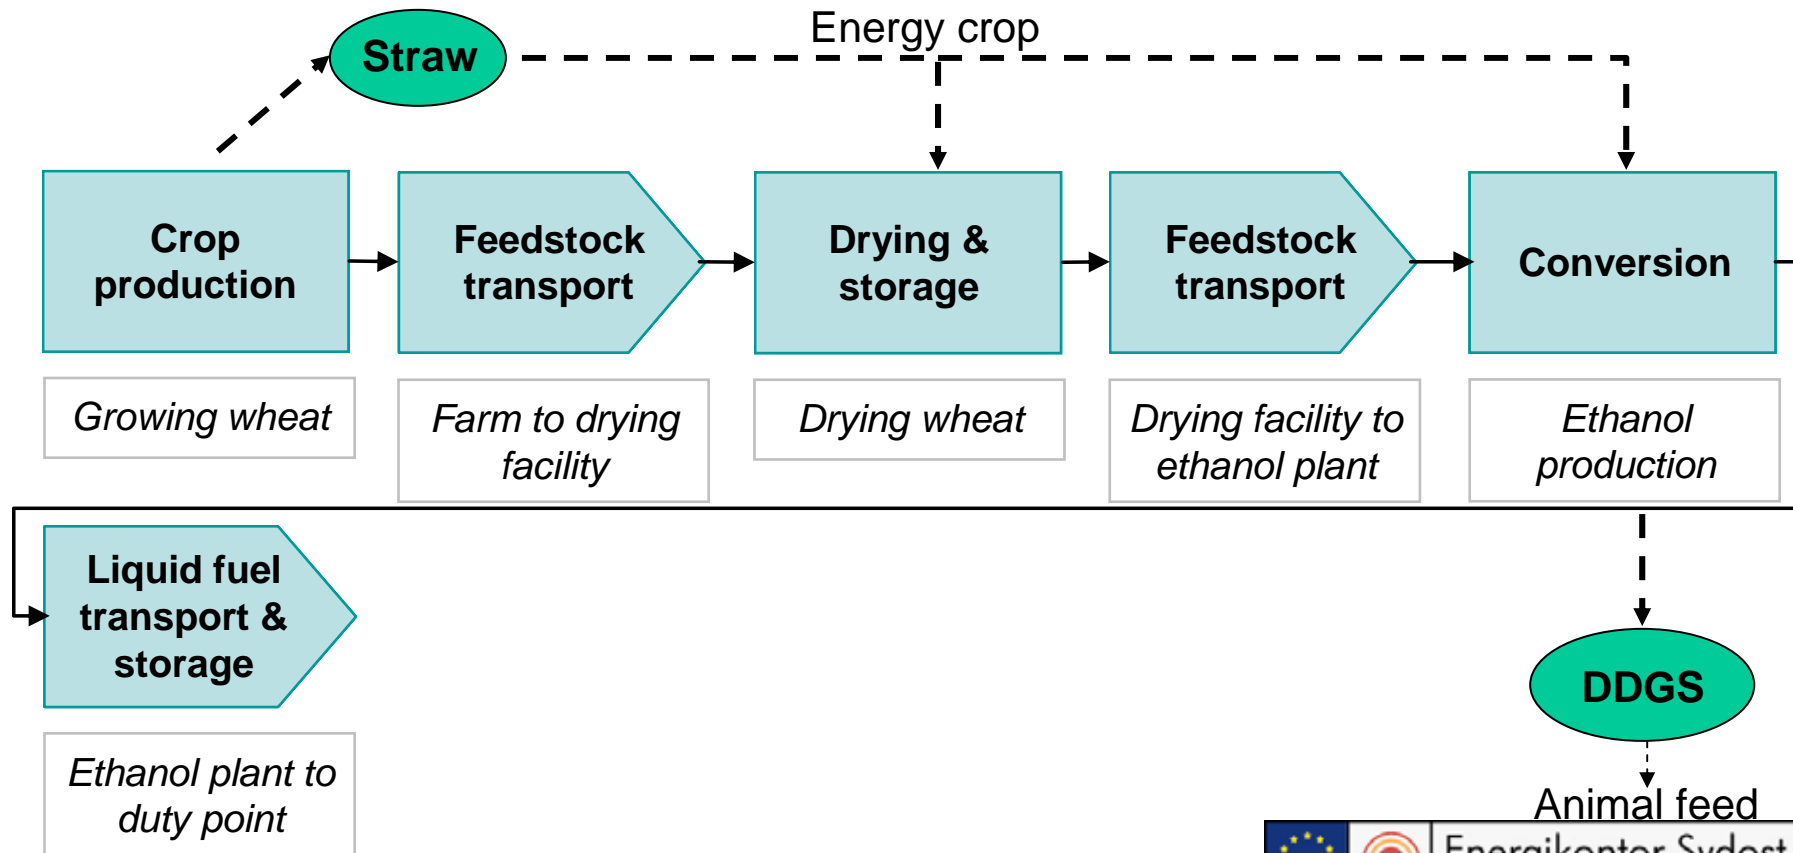 Energy crop
Straw
Crop
production
Feedstock
transport
Drying &
storage
Feedstock
transport
Conversion
Growing wheat
Farm to drying
facility
Drying wheat
Drying facility to
ethanol plant
Ethanol
production
Liquid fuel
transport &
storage
DDGS
Ethanol plant to
duty point
Animal feed
Energikontor Sydost